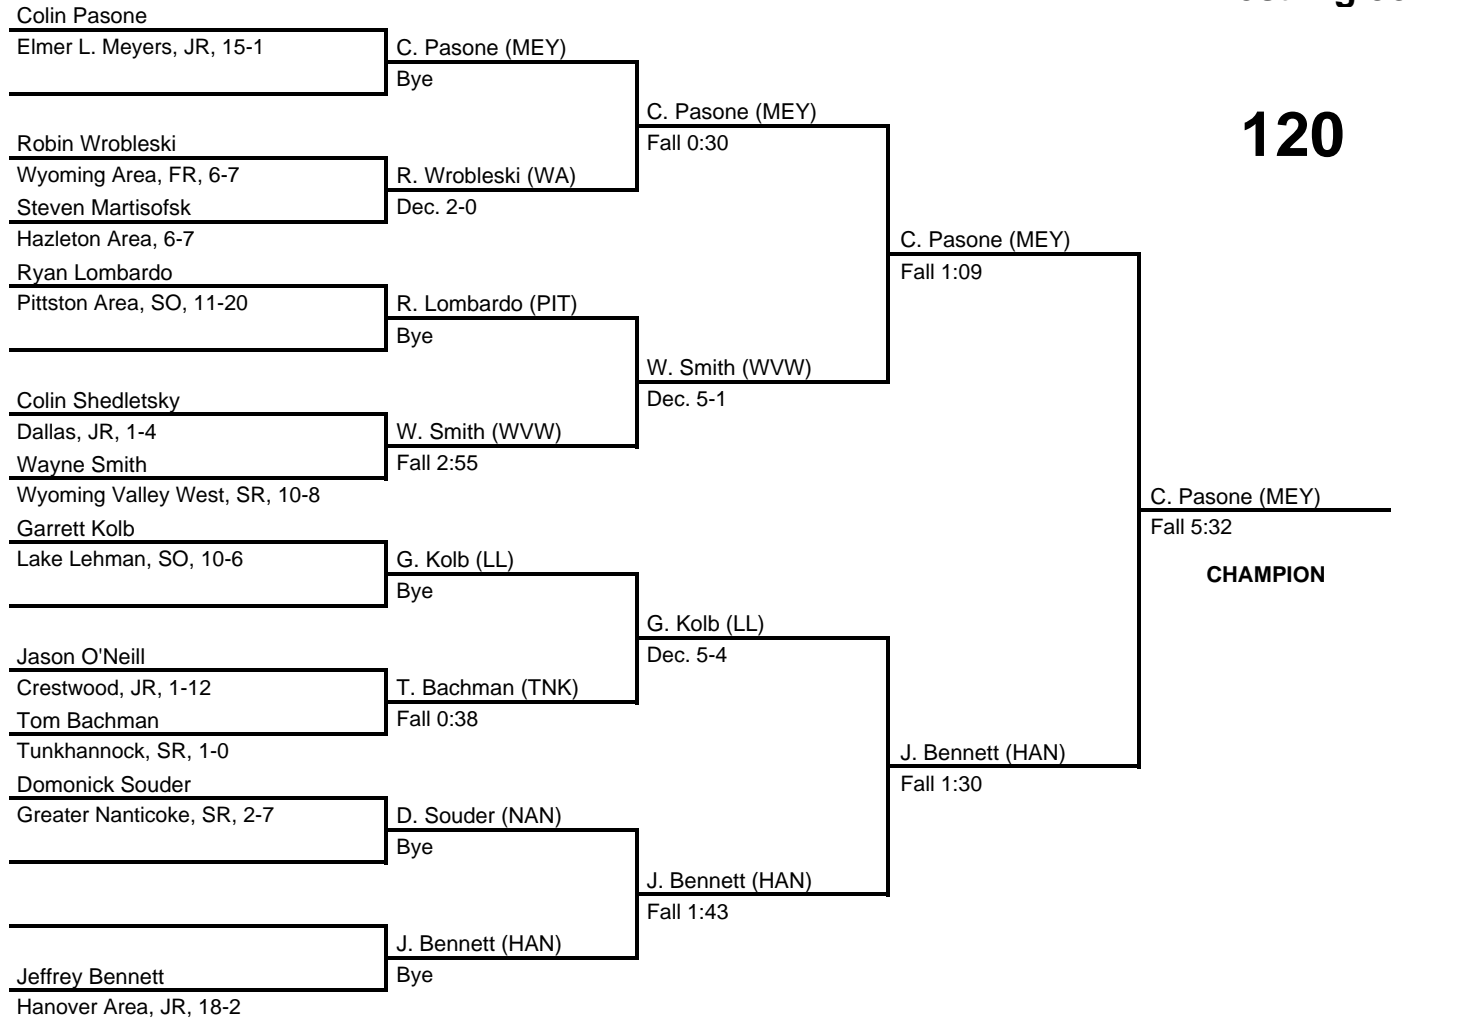 Colin Pasone
Elmer L. Meyers, JR, 15-1
C. Pasone (MEY)
Bye
C. Pasone (MEY)
Fall 0:30
120
Robin Wrobleski
Wyoming Area, FR, 6-7
R. Wrobleski (WA)
Steven Martisofsk
Dec. 2-0
Hazleton Area, 6-7
C. Pasone (MEY)
Fall 1:09
Ryan Lombardo
Pittston Area, SO, 11-20
R. Lombardo (PIT)
Bye
W. Smith (WVW)
Dec. 5-1
Colin Shedletsky
Dallas, JR, 1-4
W. Smith (WVW)
Wayne Smith
Fall 2:55
Wyoming Valley West, SR, 10-8
C. Pasone (MEY)
Fall 5:32
CHAMPION
Garrett Kolb
Lake Lehman, SO, 10-6
G. Kolb (LL)
Bye
G. Kolb (LL)
Dec. 5-4
Jason O'Neill
Crestwood, JR, 1-12
T. Bachman (TNK)
Tom Bachman
Fall 0:38
Tunkhannock, SR, 1-0
J. Bennett (HAN)
Fall 1:30
Domonick Souder
Greater Nanticoke, SR, 2-7
D. Souder (NAN)
Bye
J. Bennett (HAN)
Fall 1:43
J. Bennett (HAN)
Jeffrey Bennett
Bye
Hanover Area, JR, 18-2